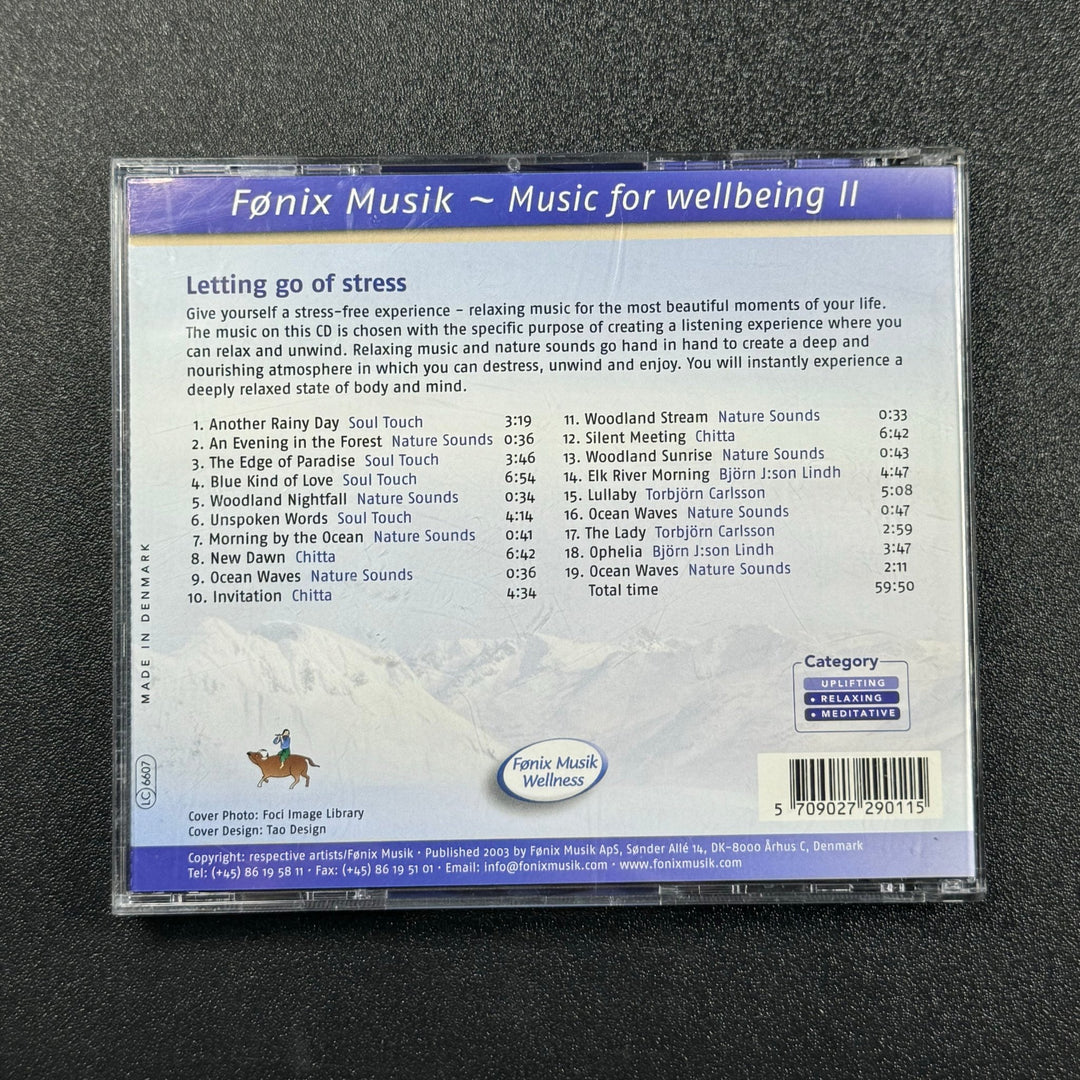 Fønix Musik ~ Music for wellbeing II
Letting go of stress
Give yourself a stress-free experience - relaxing music for the most beautiful moments of your life.
The music on this CD is chosen with the specific purpose of creating a listening experience where you
can relax and unwind. Relaxing music and nature sounds go hand in hand to create a deep and
nourishing atmosphere in which you can destress, unwind and enjoy. You will instantly experience a
deeply relaxed state of body and mind.
1. Another Rainy Day Soul Touch 3:19
2. An Evening in the Forest Nature Sounds 0:36
3. The Edge of Paradise Soul Touch 3:46
4. Blue Kind of Love Soul Touch 6:54
5. Woodland Nightfall Nature Sounds 0:34
6. Unspoken Words Soul Touch 4:14
7. Morning by the Ocean Nature Sounds 0:41
8. New Dawn Chitta 6:42
9. Ocean Waves Nature Sounds 0:36
10. Invitation Chitta 4:34
11. Woodland Stream Nature Sounds 0:33
12. Silent Meeting Chitta 6:42
13. Woodland Sunrise Nature Sounds 0:43
14. Elk River Morning Björn J:son Lindh 4:47
15. Lullaby Torbjörn Carlsson 5:08
16. Ocean Waves Nature Sounds 0:47
17. The Lady Torbjörn Carlsson 2:59
18. Ophelia Björn J:son Lindh 3:47
19. Ocean Waves Nature Sounds 2:11
Total time 59:50
MADE IN DENMARK
LC 6607
Category
UPLIFTING
• RELAXING
• MEDITATIVE
Fønix Musik
Wellness
5 709027 290115
Cover Photo: Foci Image Library
Cover Design: Tao Design
Copyright: respective artists/Fønix Musik · Published 2003 by Fønix Musik ApS, Sønder Allé 14, DK-8000 Århus C, Denmark
Tel: (+45) 86 19 58 11 · Fax: (+45) 86 19 51 01 · Email: info@fonixmusik.com · www.fonixmusik.com